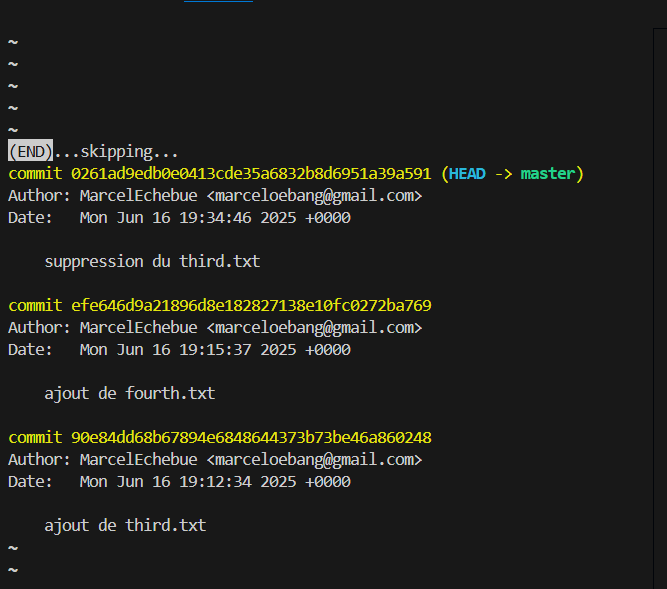 ~
~
~
~
~
(END)...skipping...
commit 0261ad9edb0e0413cde35a6832b8d6951a39a591 (HEAD -> master)
Author: MarcelEchebue <marceloebang@gmail.com>
Date:   Mon Jun 16 19:34:46 2025 +0000
suppression du third.txt
commit efe646d9a21896d8e182827138e10fc0272ba769
Author: MarcelEchebue <marceloebang@gmail.com>
Date:   Mon Jun 16 19:15:37 2025 +0000
ajout de fourth.txt
commit 90e84dd68b67894e6848644373b73be46a860248
Author: MarcelEchebue <marceloebang@gmail.com>
Date:   Mon Jun 16 19:12:34 2025 +0000
ajout de third.txt
~
~